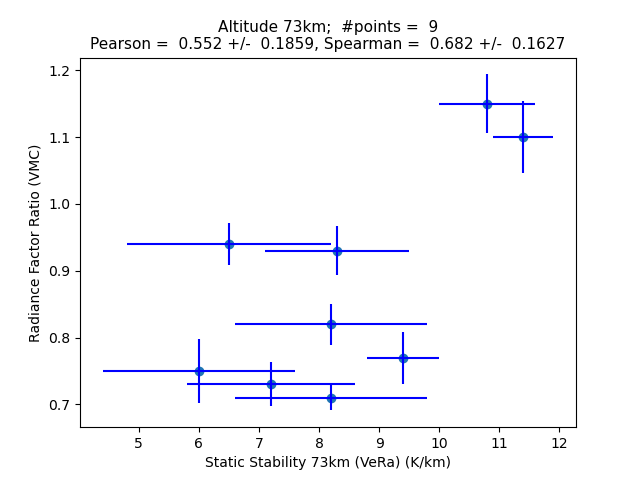 Altitude 73km;  #points =  9
Pearson =  0.552 +/-  0.1859, Spearman =  0.682 +/-  0.1627
1.2
1.1
1.0
0.9
0.8
0.7
Radiance Factor Ratio (VMC)
5 6 7 8 9 10 11 12
Static Stability 73km (VeRa) (K/km)